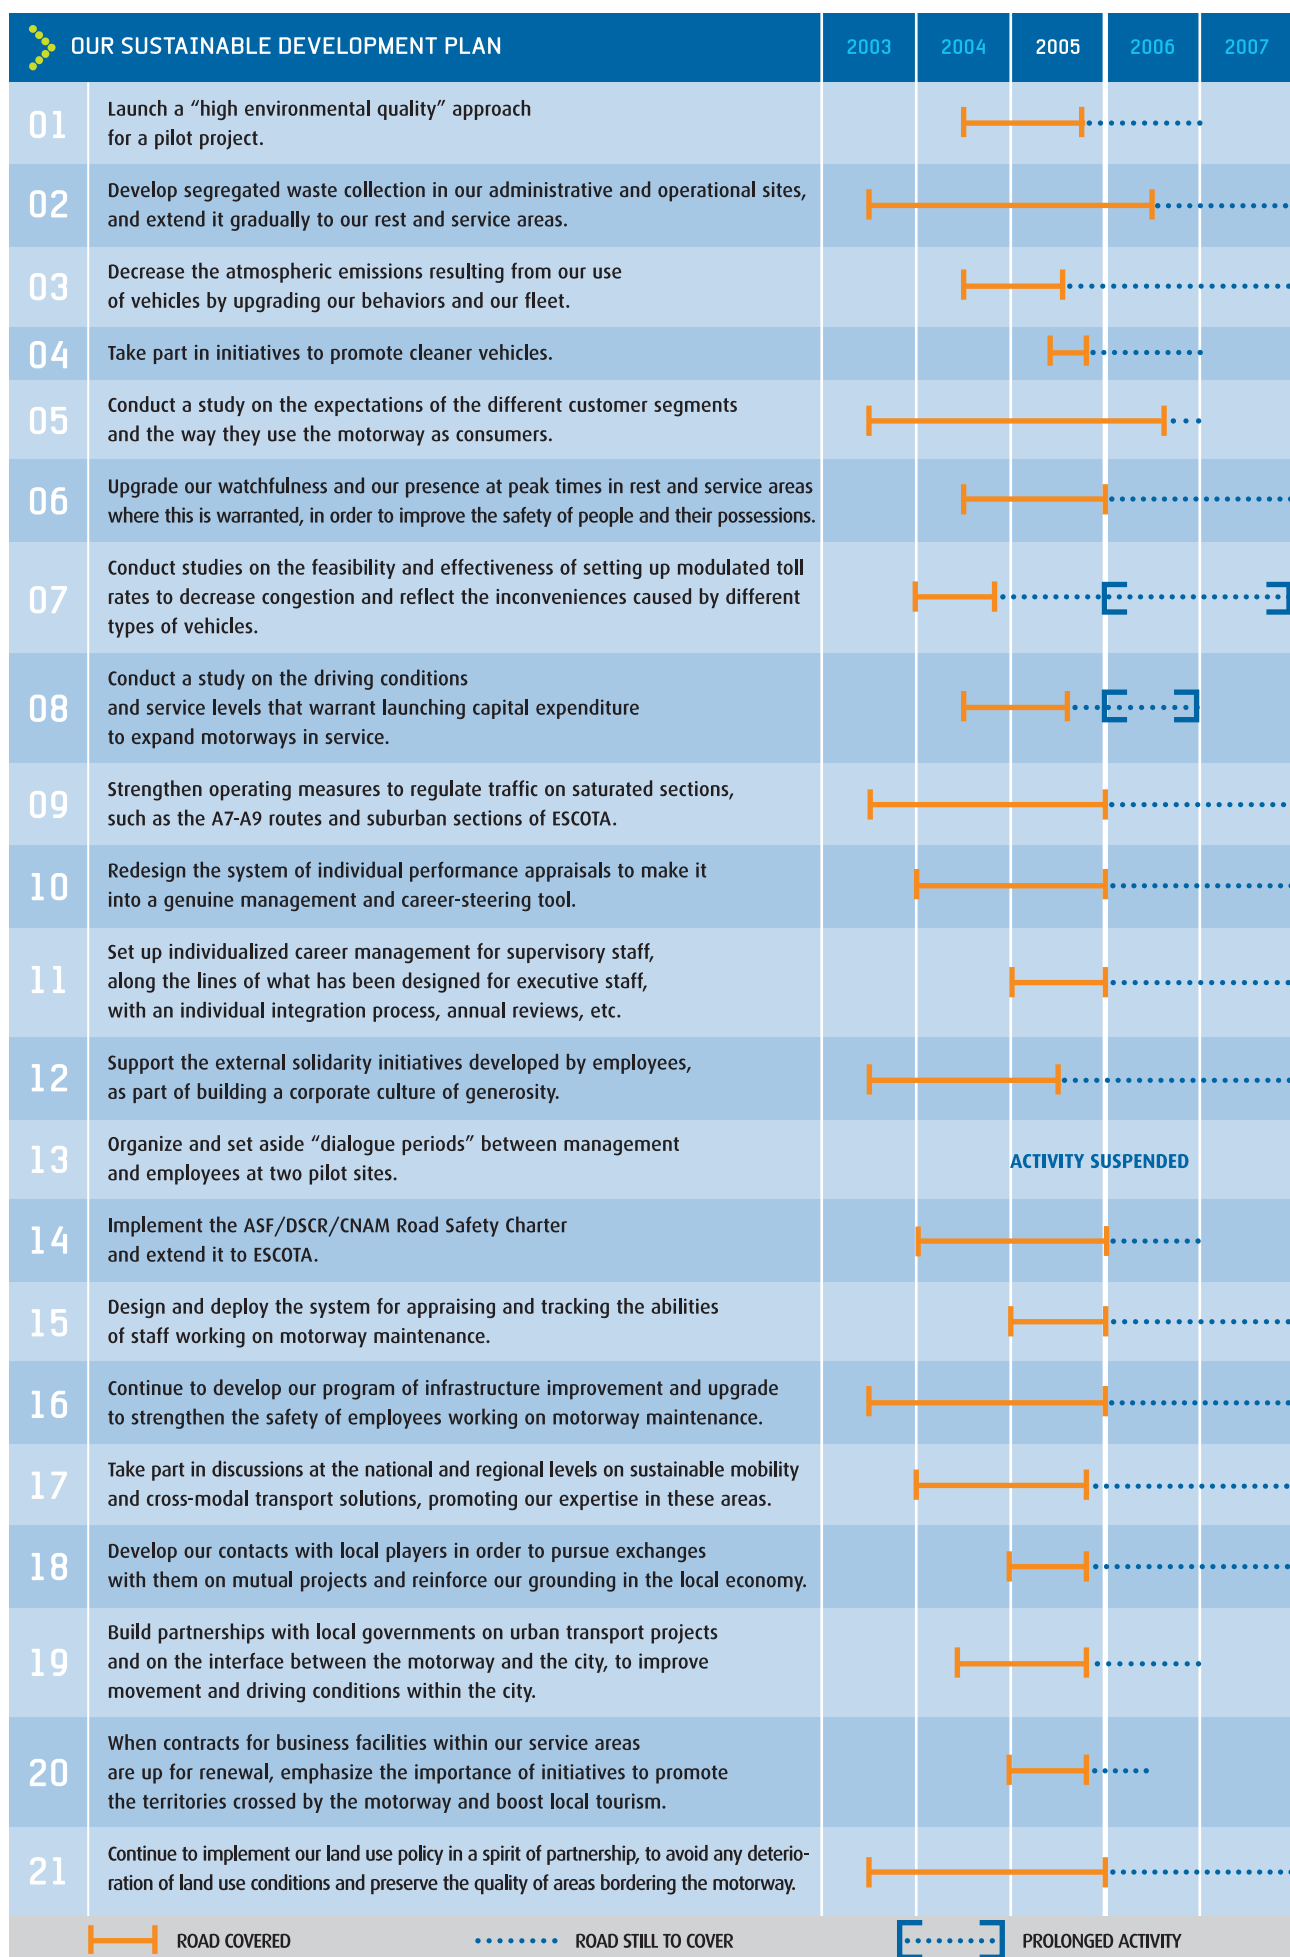 OUR SUSTAINABLE DEVELOPMENT PLAN 2003 2004 2005 2006 2007
01 Launch a “high environmental quality” approach
for a pilot project.
02 Develop segregated waste collection in our administrative and operational sites,
and extend it gradually to our rest and service areas.
03 Decrease the atmospheric emissions resulting from our use
of vehicles by upgrading our behaviors and our fleet.
04 Take part in initiatives to promote cleaner vehicles.
05 Conduct a study on the expectations of the different customer segments
and the way they use the motorway as consumers.
06 Upgrade our watchfulness and our presence at peak times in rest and service areas
where this is warranted, in order to improve the safety of people and their possessions.
07 Conduct studies on the feasibility and effectiveness of setting up modulated toll
rates to decrease congestion and reflect the inconveniences caused by different
types of vehicles.
08 Conduct a study on the driving conditions
and service levels that warrant launching capital expenditure
to expand motorways in service.
09 Strengthen operating measures to regulate traffic on saturated sections,
such as the A7-A9 routes and suburban sections of ESCOTA.
10 Redesign the system of individual performance appraisals to make it
into a genuine management and career-steering tool.
11 Set up individualized career management for supervisory staff,
along the lines of what has been designed for executive staff,
with an individual integration process, annual reviews, etc.
12 Support the external solidarity initiatives developed by employees,
as part of building a corporate culture of generosity.
13 Organize and set aside “dialogue periods” between management
and employees at two pilot sites.
ACTIVITY SUSPENDED
14 Implement the ASF/DSCR/CNAM Road Safety Charter
and extend it to ESCOTA.
15 Design and deploy the system for appraising and tracking the abilities
of staff working on motorway maintenance.
16 Continue to develop our program of infrastructure improvement and upgrade
to strengthen the safety of employees working on motorway maintenance.
17 Take part in discussions at the national and regional levels on sustainable mobility
and cross-modal transport solutions, promoting our expertise in these areas.
18 Develop our contacts with local players in order to pursue exchanges
with them on mutual projects and reinforce our grounding in the local economy.
19 Build partnerships with local governments on urban transport projects
and on the interface between the motorway and the city, to improve
movement and driving conditions within the city.
20 When contracts for business facilities within our service areas
are up for renewal, emphasize the importance of initiatives to promote
the territories crossed by the motorway and boost local tourism.
21 Continue to implement our land use policy in a spirit of partnership, to avoid any deterio-
ration of land use conditions and preserve the quality of areas bordering the motorway.
ROAD COVERED ROAD STILL TO COVER PROLONGED ACTIVITY